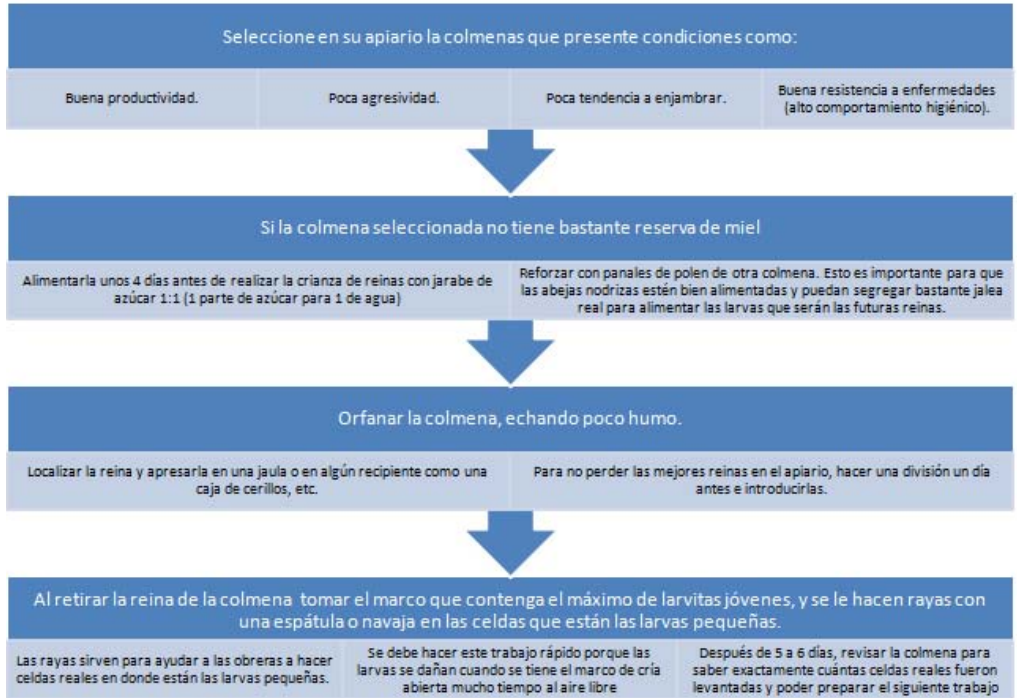 Seleccione en su apiario la colmenas que presente condiciones como:
Buena productividad.
Poca agresividad.
Poca tendencia a enjambrar.
Buena resistencia a enfermedades
(alto comportamiento higiénico).
Si la colmena seleccionada no tiene bastante reserva de miel
Alimentarla unos 4 días antes de realizar la crianza de reinas con jarabe de
azúcar 1:1 (1 parte de azúcar para 1 de agua)
Reforzar con panales de polen de otra colmena. Esto es importante para que
las abejas nodrizas estén bien alimentadas y puedan segregar bastante jalea
real para alimentar las larvas que serán las futuras reinas.
Orfanar la colmena, echando poco humo.
Localizar la reina y apresarla en una jaula o en algún recipiente como una
caja de cerillos, etc.
Para no perder las mejores reinas en el apiario, hacer una división un día
antes e introducirlas.
Al retirar la reina de la colmena tomar el marco que contenga el máximo de larvitas jóvenes, y se le hacen rayas con
una espátula o navaja en las celdas que están las larvas pequeñas.
Las rayas sirven para ayudar a las obreras a hacer
celdas reales en donde están las larvas pequeñas.
Se debe hacer este trabajo rápido porque las
larvas se dañan cuando se tiene el marco de cría
abierta mucho tiempo al aire libre
Después de 5 a 6 días, revisar la colmena para
saber exactamente cuántas celdas reales fueron
levantadas y poder preparar el siguiente trabajo